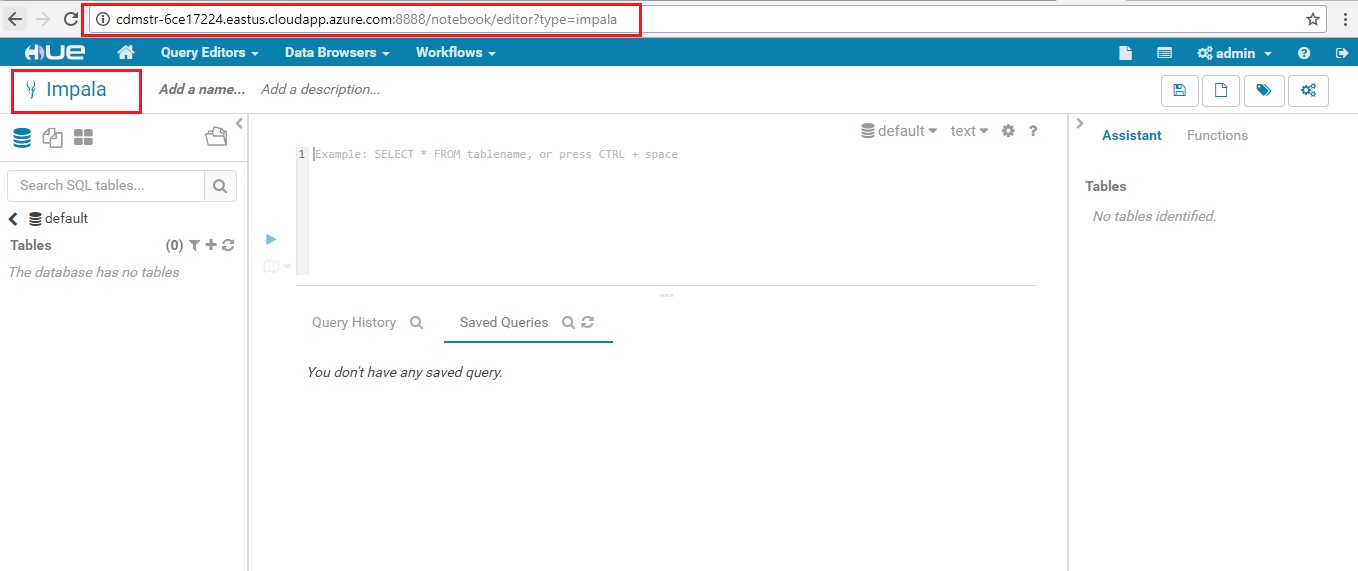 cdmstr-6ce17224.eastus.cloudapp.azure.com:8888/notebook/editor?type=impala
HUE Query Editors Data Browsers Workflows admin
Impala Add a name... Add a description...
default text ?
Assistant Functions
1 Example: SELECT * FROM tablename, or press CTRL + space
Search SQL tables...
Tables
default
No tables identified.
Tables (0)
The database has no tables
Query History Saved Queries
You don't have any saved query.